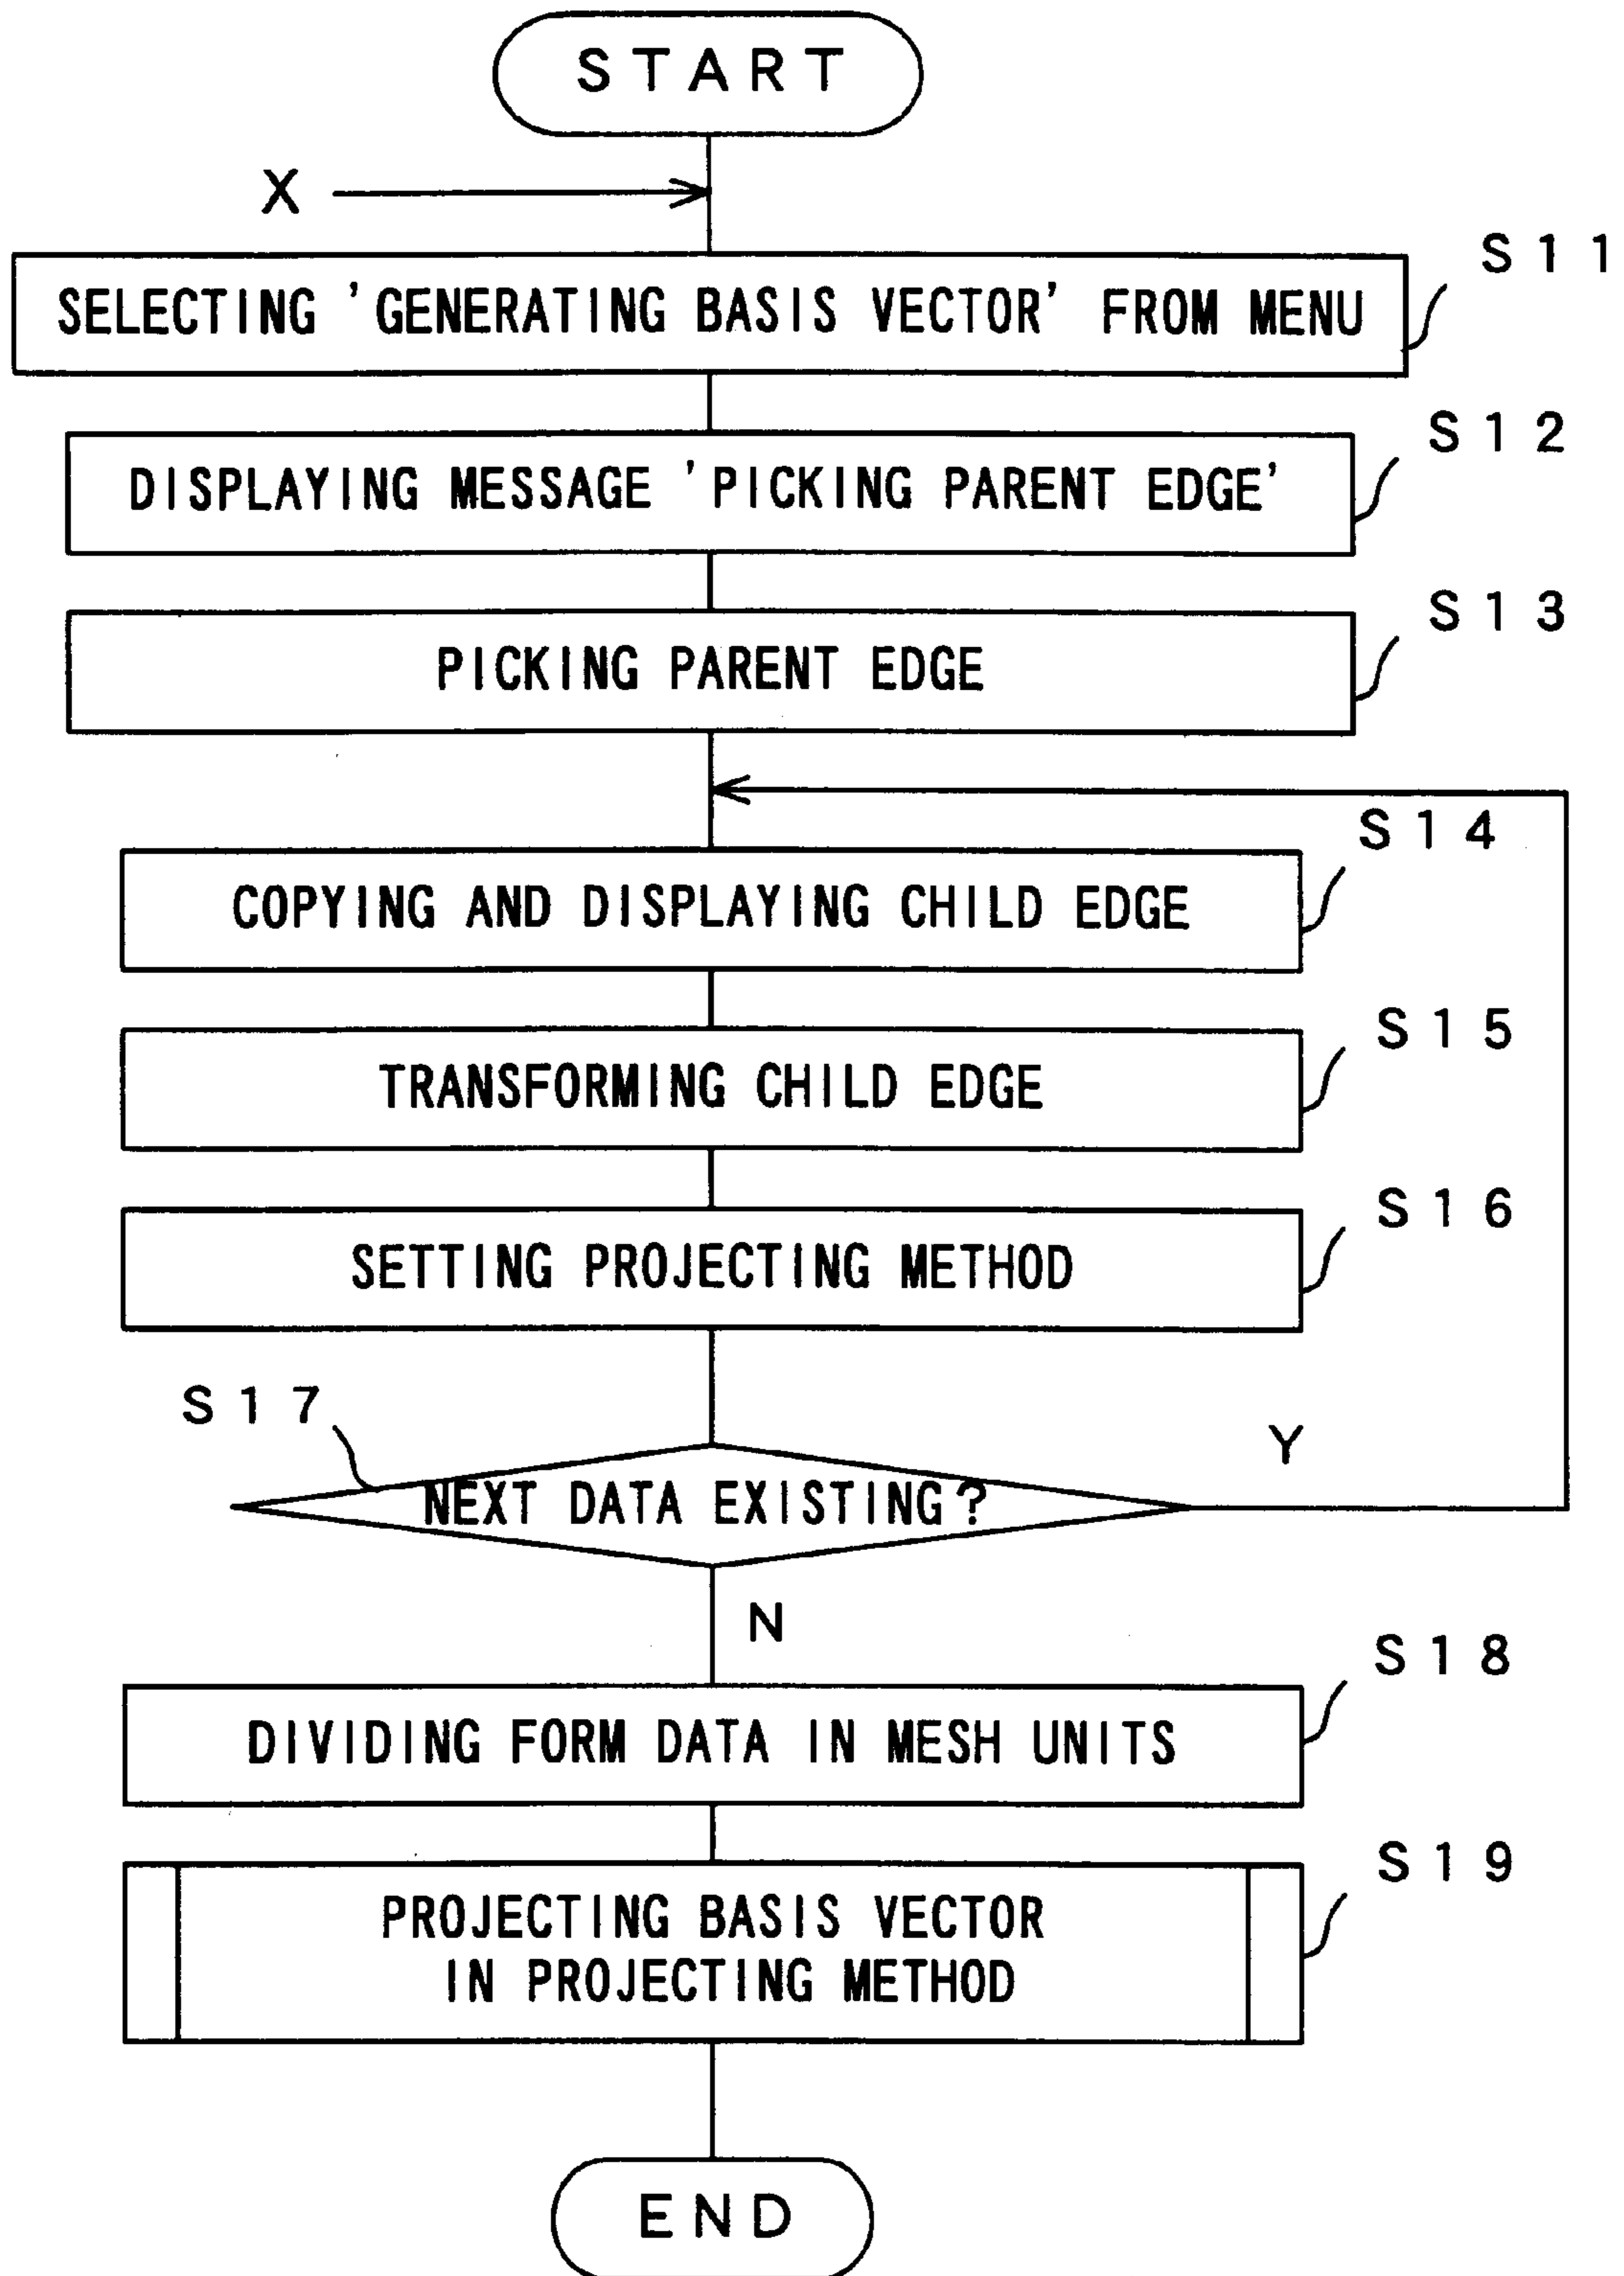 START
X
S11
SELECTING 'GENERATING BASIS VECTOR' FROM MENU
S12
DISPLAYING MESSAGE 'PICKING PARENT EDGE'
S13
PICKING PARENT EDGE
S14
COPYING AND DISPLAYING CHILD EDGE
S15
TRANSFORMING CHILD EDGE
S16
SETTING PROJECTING METHOD
S17
Y
NEXT DATA EXISTING?
N
S18
DIVIDING FORM DATA IN MESH UNITS
S19
PROJECTING BASIS VECTOR
IN PROJECTING METHOD
END